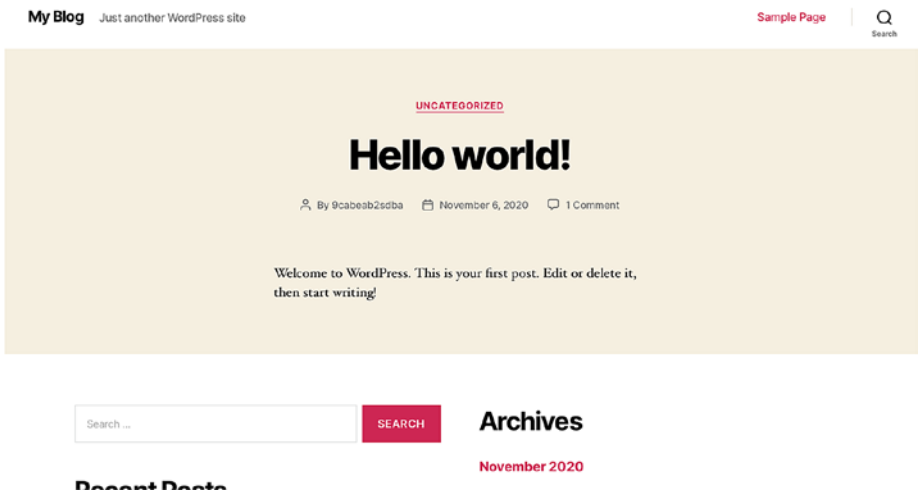 My Blog Just another WordPress site Sample Page
Search
UNCATEGORIZED
Hello world!
By 9cabeab2sdba November 6, 2020 1 Comment
Welcome to WordPress. This is your first post. Edit or delete it,
then start writing!
Search ... SEARCH
Archives
November 2020
Recent Posts